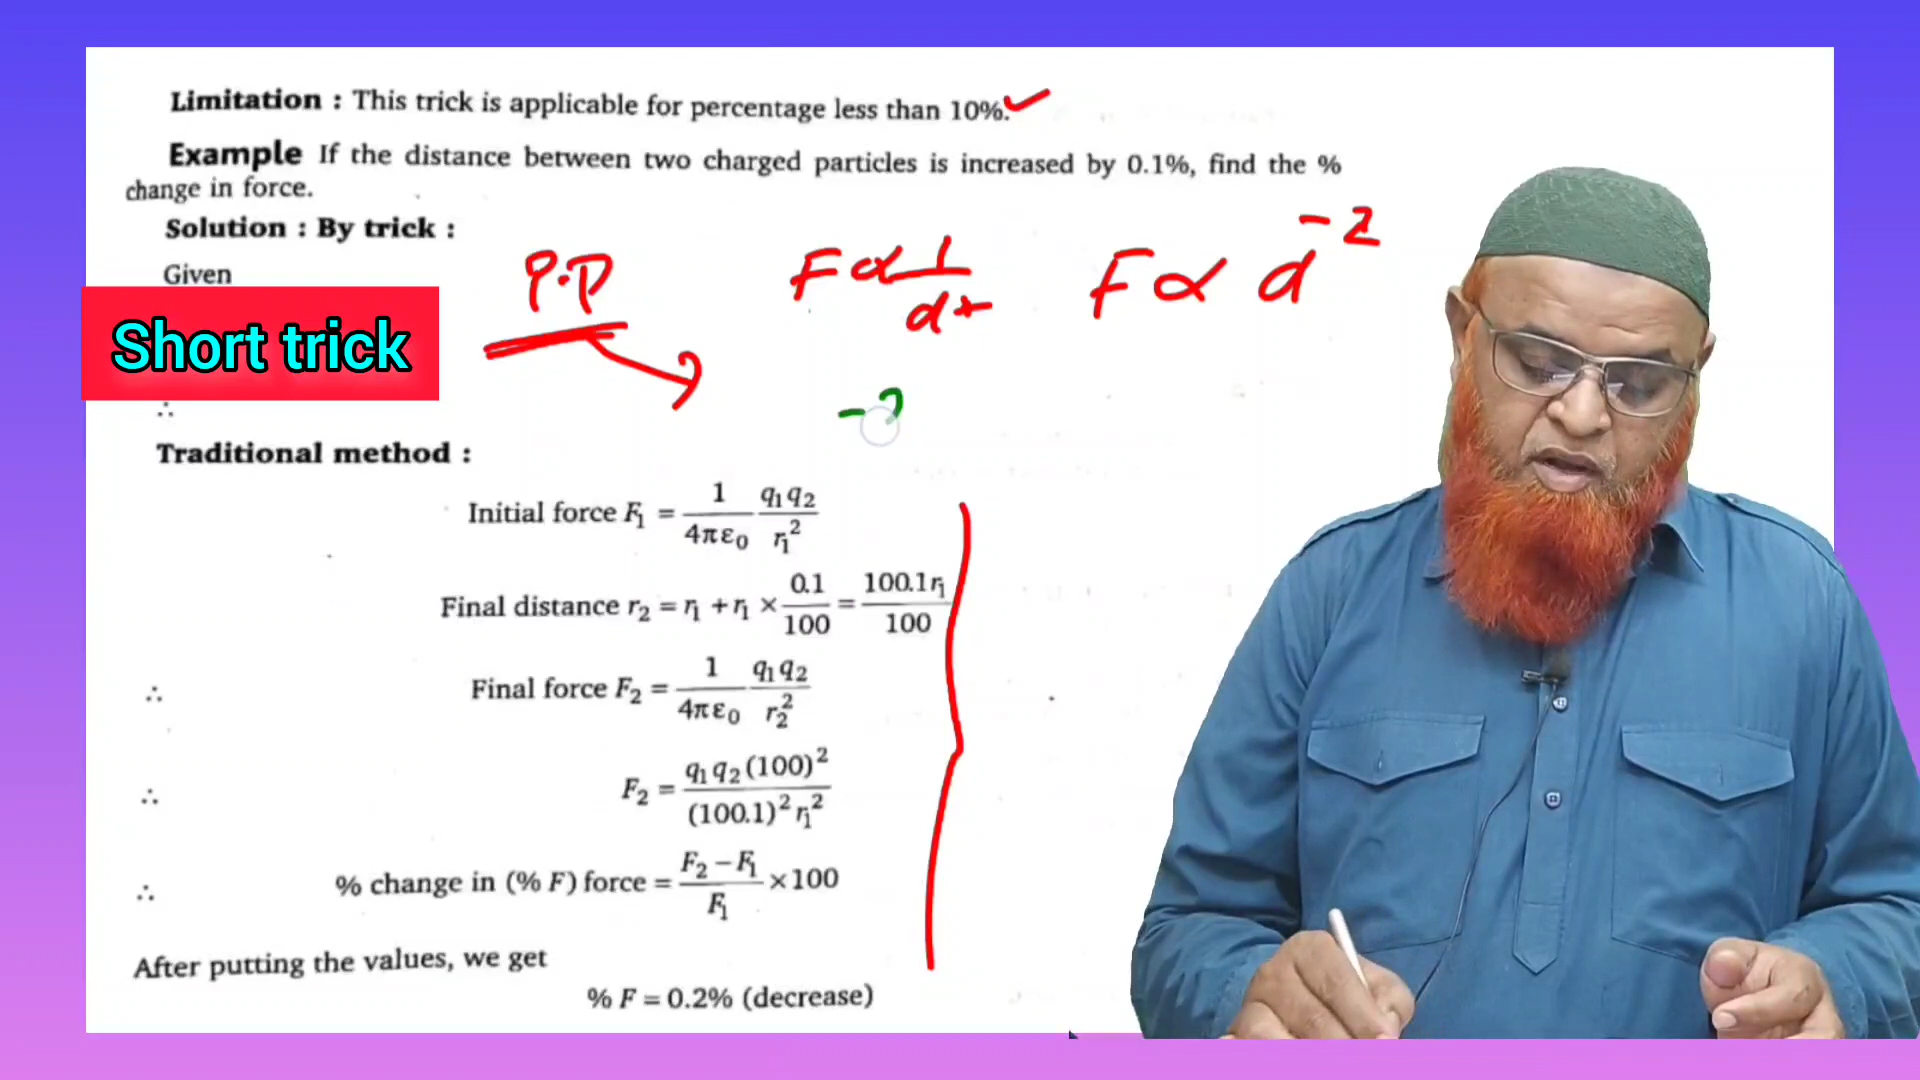 Limitation : This trick is applicable for percentage less than 10%.
Example If the distance between two charged particles is increased by 0.1%, find the %
change in force.
Solution : By trick :
Given
P.P
F ∝ 1/d²
F ∝ d⁻²
Short trick
∴
-2
Traditional method :
Initial force F₁ = 1/4πε₀ q₁q₂/r₁²
Final distance r₂ = r₁ + r₁ × 0.1/100 = 100.1r₁/100
∴ Final force F₂ = 1/4πε₀ q₁q₂/r₂²
∴ F₂ = q₁q₂(100)²/(100.1)² r₁²
∴ % change in (% F) force = F₂ − F₁/F₁ ×100
After putting the values, we get
% F = 0.2% (decrease)